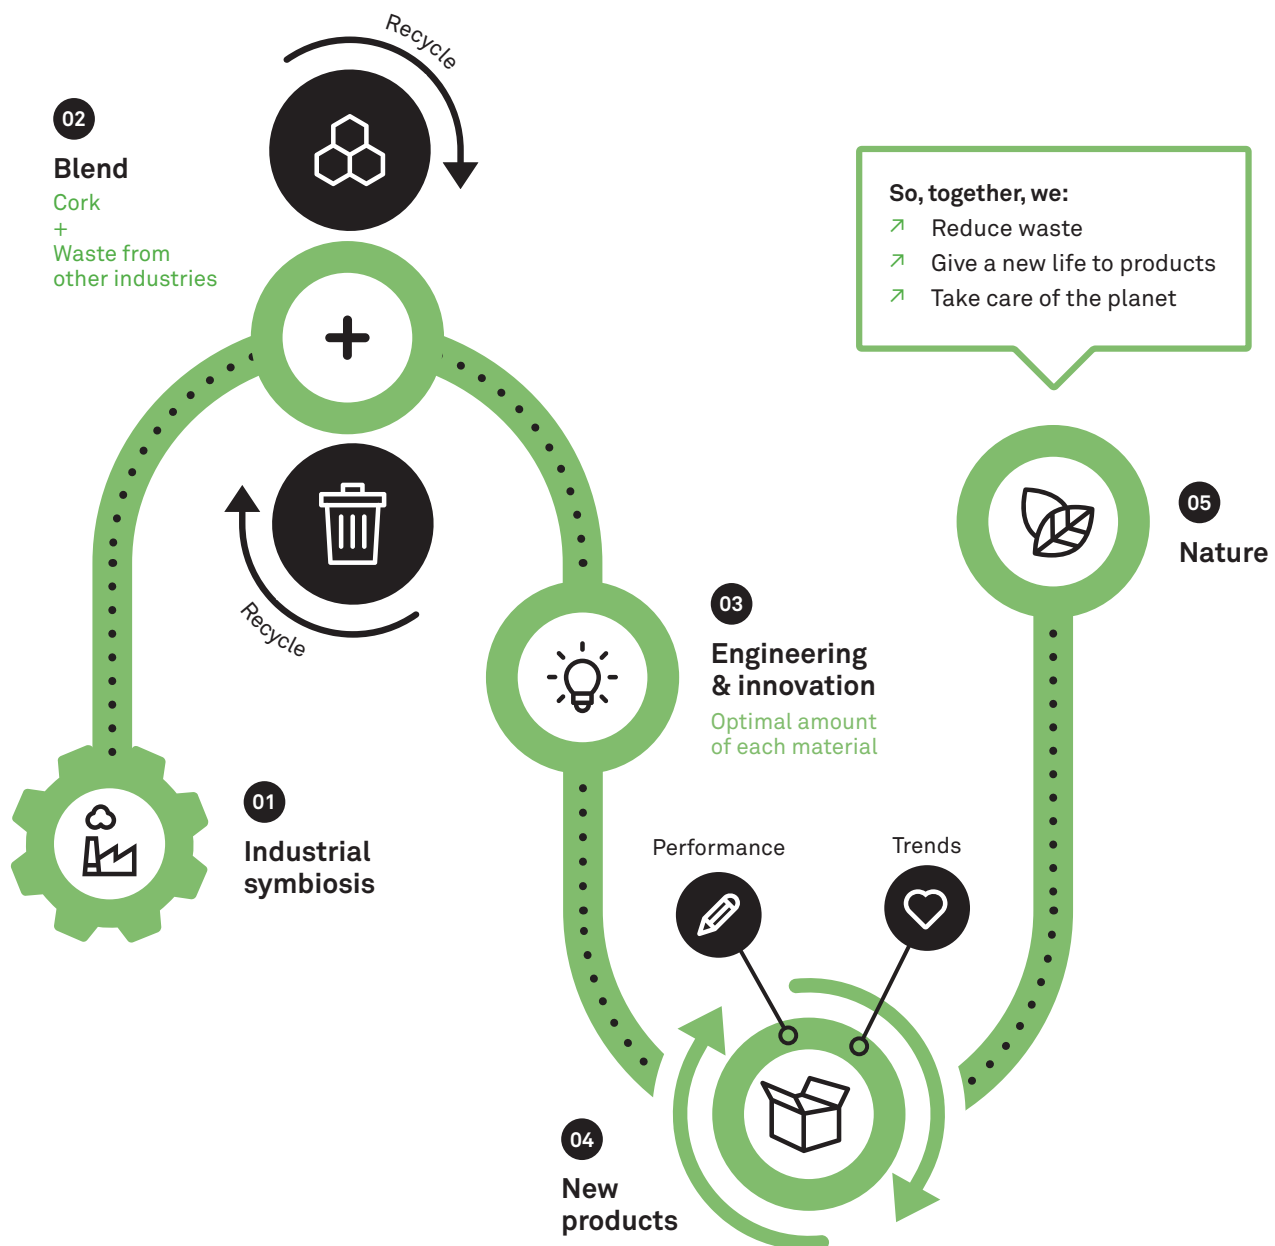 Recycle
02
Blend
Cork
+
Waste from
other industries
So, together, we:
Reduce waste
Give a new life to products
Take care of the planet
Recycle
05
Nature
03
Engineering
& innovation
Optimal amount
of each material
01
Industrial
symbiosis
Performance
Trends
04
New
products